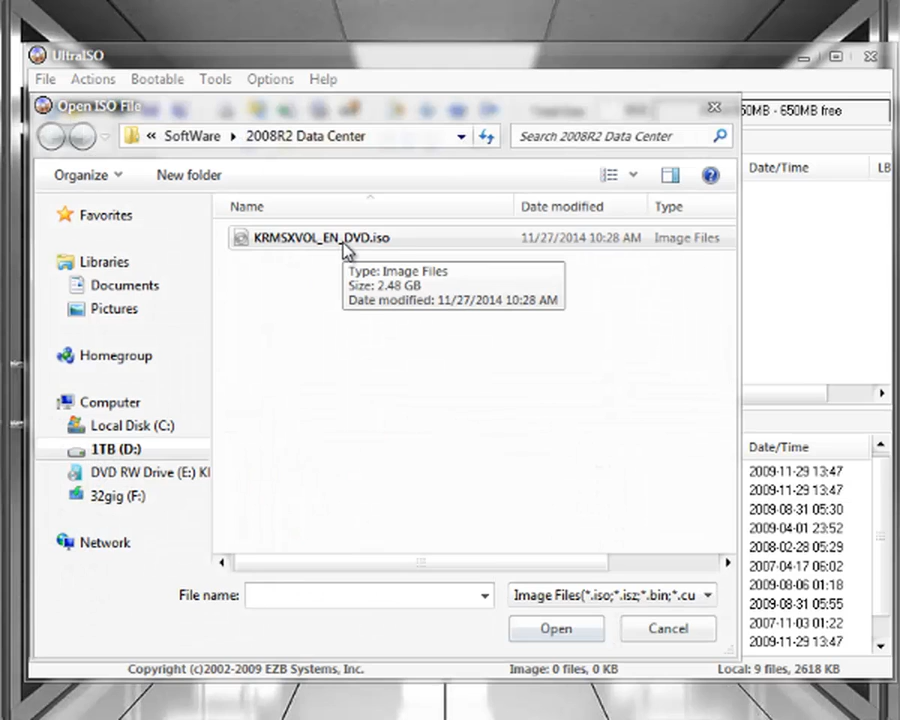 UltraISO
File Actions Bootable Tools Options Help
Open ISO File
50MB - 650MB free
« SoftWare 2008R2 Data Center
Search 2008R2 Data Center
Organize New folder
Date/Time LB
Name Date modified Type
Favorites
KRMSXVOL_EN_DVD.iso 11/27/2014 10:28 AM Image Files
Type: Image Files
Size: 2.48 GB
Date modified: 11/27/2014 10:28 AM
Libraries
Documents
Pictures
Homegroup
Computer
Local Disk (C:)
1TB (D:)
DVD RW Drive (E:) KI
32gig (F:)
Network
Date/Time
2009-11-29 13:47
2009-11-29 13:47
2009-08-31 05:30
2009-04-01 23:52
2008-02-28 05:29
2007-04-17 06:02
2009-08-06 01:18
2009-08-31 05:55
2007-11-03 01:22
2009-11-29 13:47
File name: Image Files(*.iso;*.isz;*.bin;*.cu
Open Cancel
Copyright (c)2002-2009 EZB Systems, Inc. Image: 0 files, 0 KB Local: 9 files, 2618 KB